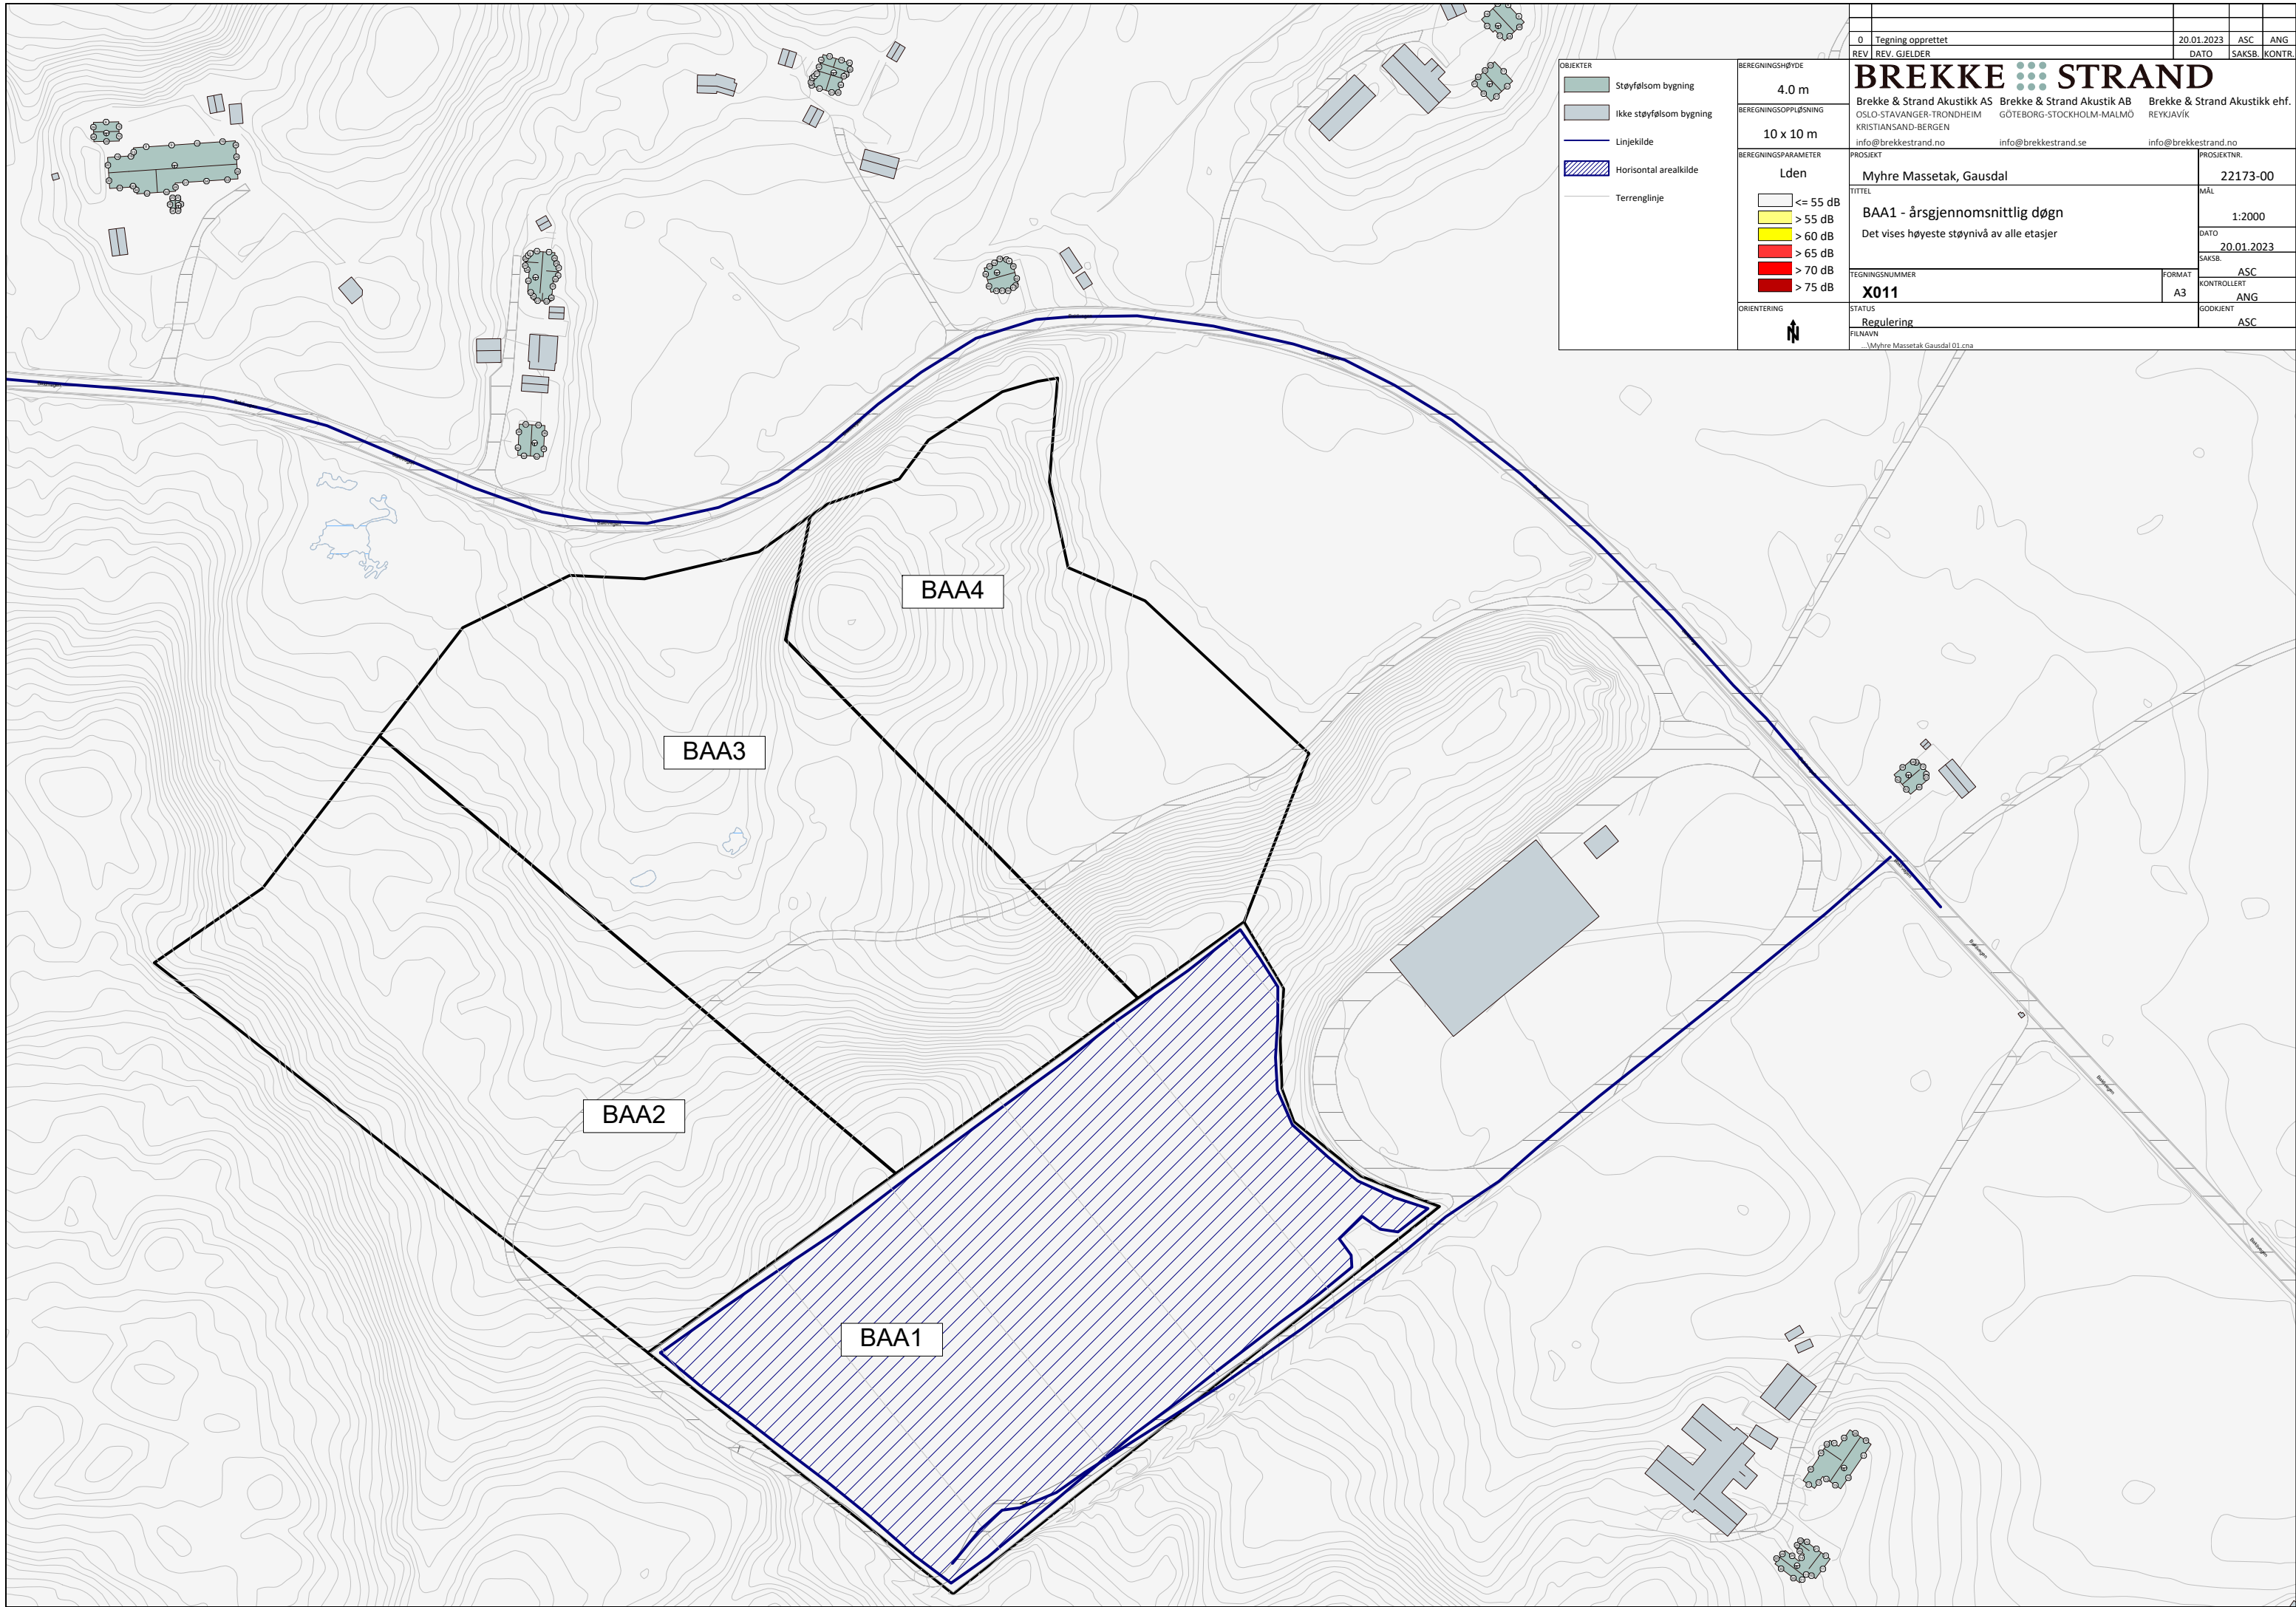 0 Tegning opprettet 20.01.2023 ASC ANG
REV REV. GJELDER DATO SAKSB. KONTR.
OBJEKTER
Støyfølsom bygning
Ikke støyfølsom bygning
Linjekilde
Horisontal arealkilde
Terrenglinje
BEREGNINGSHØYDE
4.0 m
BEREGNINGSOPPLØSNING
10 x 10 m
BEREGNINGSPARAMETER
Lden
<= 55 dB
> 55 dB
> 60 dB
> 65 dB
> 70 dB
> 75 dB
ORIENTERING
N
BREKKE STRAND
Brekke & Strand Akustikk AS Brekke & Strand Akustik AB Brekke & Strand Akustikk ehf.
OSLO-STAVANGER-TRONDHEIM GÖTEBORG-STOCKHOLM-MALMÖ REYKJAVÍK
KRISTIANSAND-BERGEN
info@brekkestrand.no info@brekkestrand.se info@brekkestrand.no
PROSJEKT
Myhre Massetak, Gausdal
PROSJEKTNR.
22173-00
TITTEL
BAA1 - årsgjennomsnittlig døgn
Det vises høyeste støynivå av alle etasjer
MÅL
1:2000
DATO
20.01.2023
SAKSB.
ASC
TEGNINGSNUMMER
X011
FORMAT
A3
KONTROLLERT
ANG
STATUS
Regulering
GODKJENT
ASC
FILNAVN
...\Myhre Massetak Gausdal 01.cna
BAA4
BAA3
BAA2
BAA1